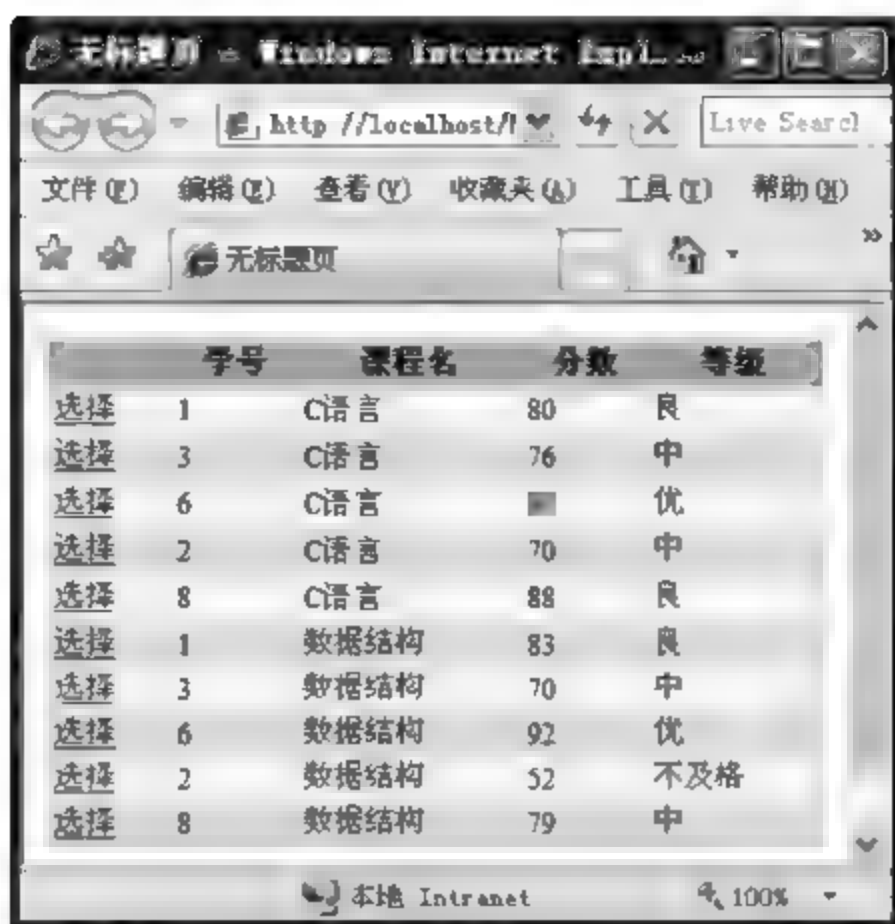 无标题页 - Windows Internet Expl...
http //localhost/ Live Searcl
文件(F) 编辑(E) 查看(V) 收藏夹(A) 工具(T) 帮助(H)
无标题页
学号 课程名 分数 等级
选择 1 C语言 80 良
选择 3 C语言 76 中
选择 6 C语言 优
选择 2 C语言 70 中
选择 8 C语言 88 良
选择 1 数据结构 83 良
选择 3 数据结构 70 中
选择 6 数据结构 92 优
选择 2 数据结构 52 不及格
选择 8 数据结构 79 中
本地 Intranet 100%